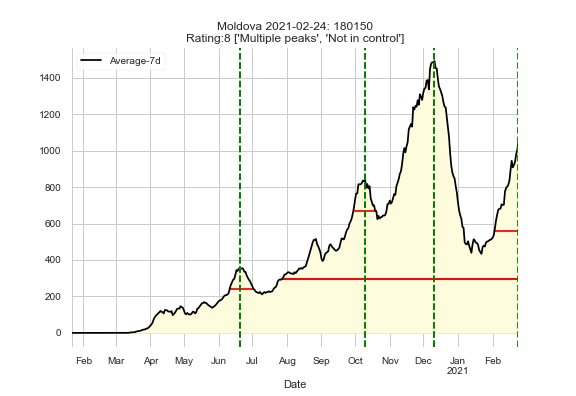 Moldova 2021-02-24: 180150
Rating:8 ['Multiple peaks', 'Not in control']
Average-7d
1400
1200
1000
800
600
400
200
0
Feb Mar Apr May Jun Jul Aug Sep Oct Nov Dec Jan Feb
2021
Date